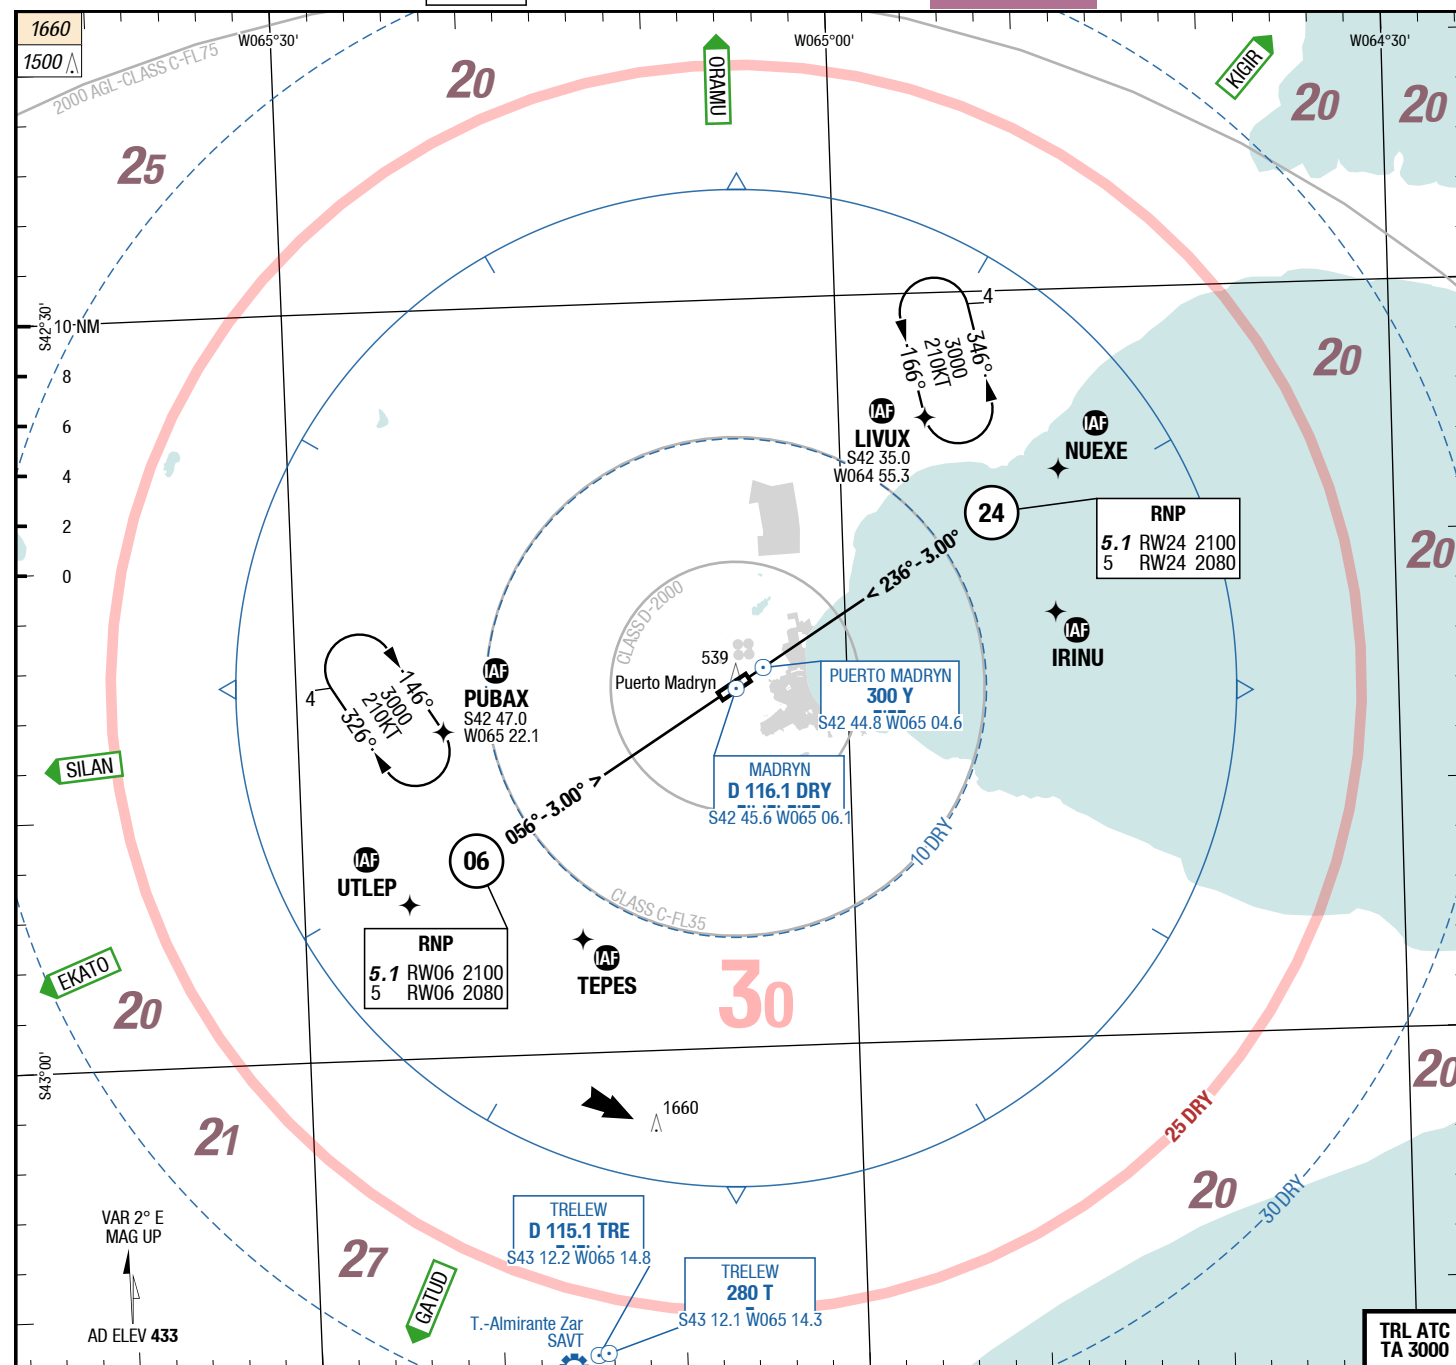 1660
1500
W065°30'
W065°00'
W064°30'
2000 AGL-CLASS C-FL75
20
ORAMU
KIGIR
20
20
25
S42°30'
10 NM
8
6
4
2
0
4
346°
3000
210KT
166°
20
IAF
LIVUX
S42 35.0
W064 55.3
IAF
NUEXE
24
RNP
5.1 RW24 2100
5 RW24 2080
20
< 236°- 3.00°
CLASS D-2000
IAF
IRINU
539
Puerto Madryn
PUERTO MADRYN
300 Y
S42 44.8 W065 04.6
IAF
PUBAX
S42 47.0
W065 22.1
4
146°
3000
210KT
326°
SILAN
MADRYN
D 116.1 DRY
S42 45.6 W065 06.1
056°- 3.00° >
10 DRY
06
IAF
UTLEP
CLASS C-FL35
RNP
5.1 RW06 2100
5 RW06 2080
IAF
TEPES
EKATO
20
30
S43°00'
20
1660
25 DRY
21
20
30 DRY
VAR 2° E
MAG UP
AD ELEV 433
27
GATUD
TRELEW
D 115.1 TRE
S43 12.2 W065 14.8
TRELEW
280 T
S43 12.1 W065 14.3
T.-Almirante Zar
SAVT
TRL ATC
TA 3000